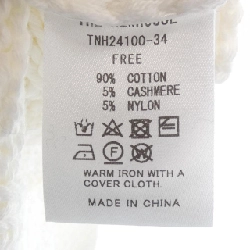 TNH24100-34
FREE
90% COTTON
5% CASHMERE
5% NYLON
WARM IRON WITH A
COVER CLOTH.
MADE IN CHINA